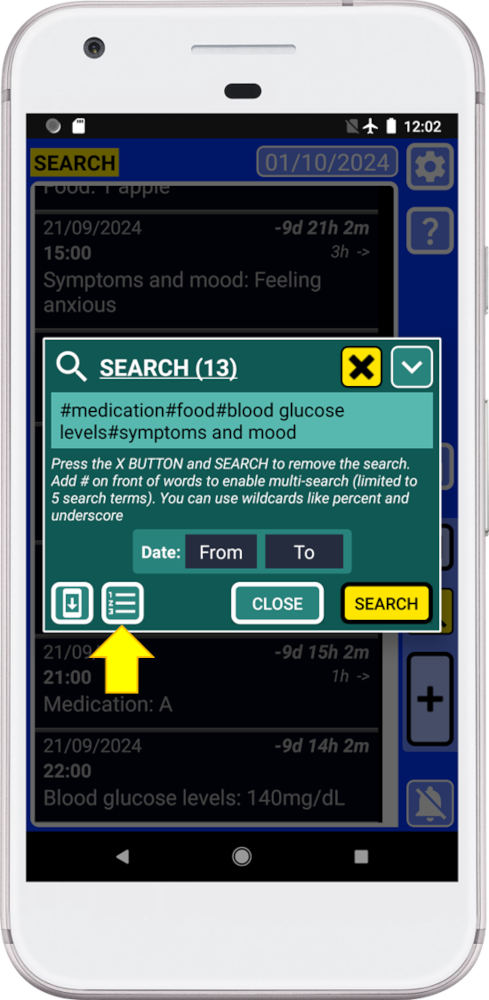 12:02
SEARCH
01/10/2024
Food: 1 apple
?
21/09/2024 -9d 21h 2m
15:00 3h ->
Symptoms and mood: Feeling
anxious
SEARCH (13)
#medication#food#blood glucose
levels#symptoms and mood
Press the X BUTTON and SEARCH to remove the search.
Add # on front of words to enable multi-search (limited to
5 search terms). You can use wildcards like percent and
underscore
Date: From To
1
2
3
CLOSE SEARCH
21/09 -9d 15h 2m
21:00 1h ->
Medication: A
+
21/09/2024 -9d 14h 2m
22:00
Blood glucose levels: 140mg/dL